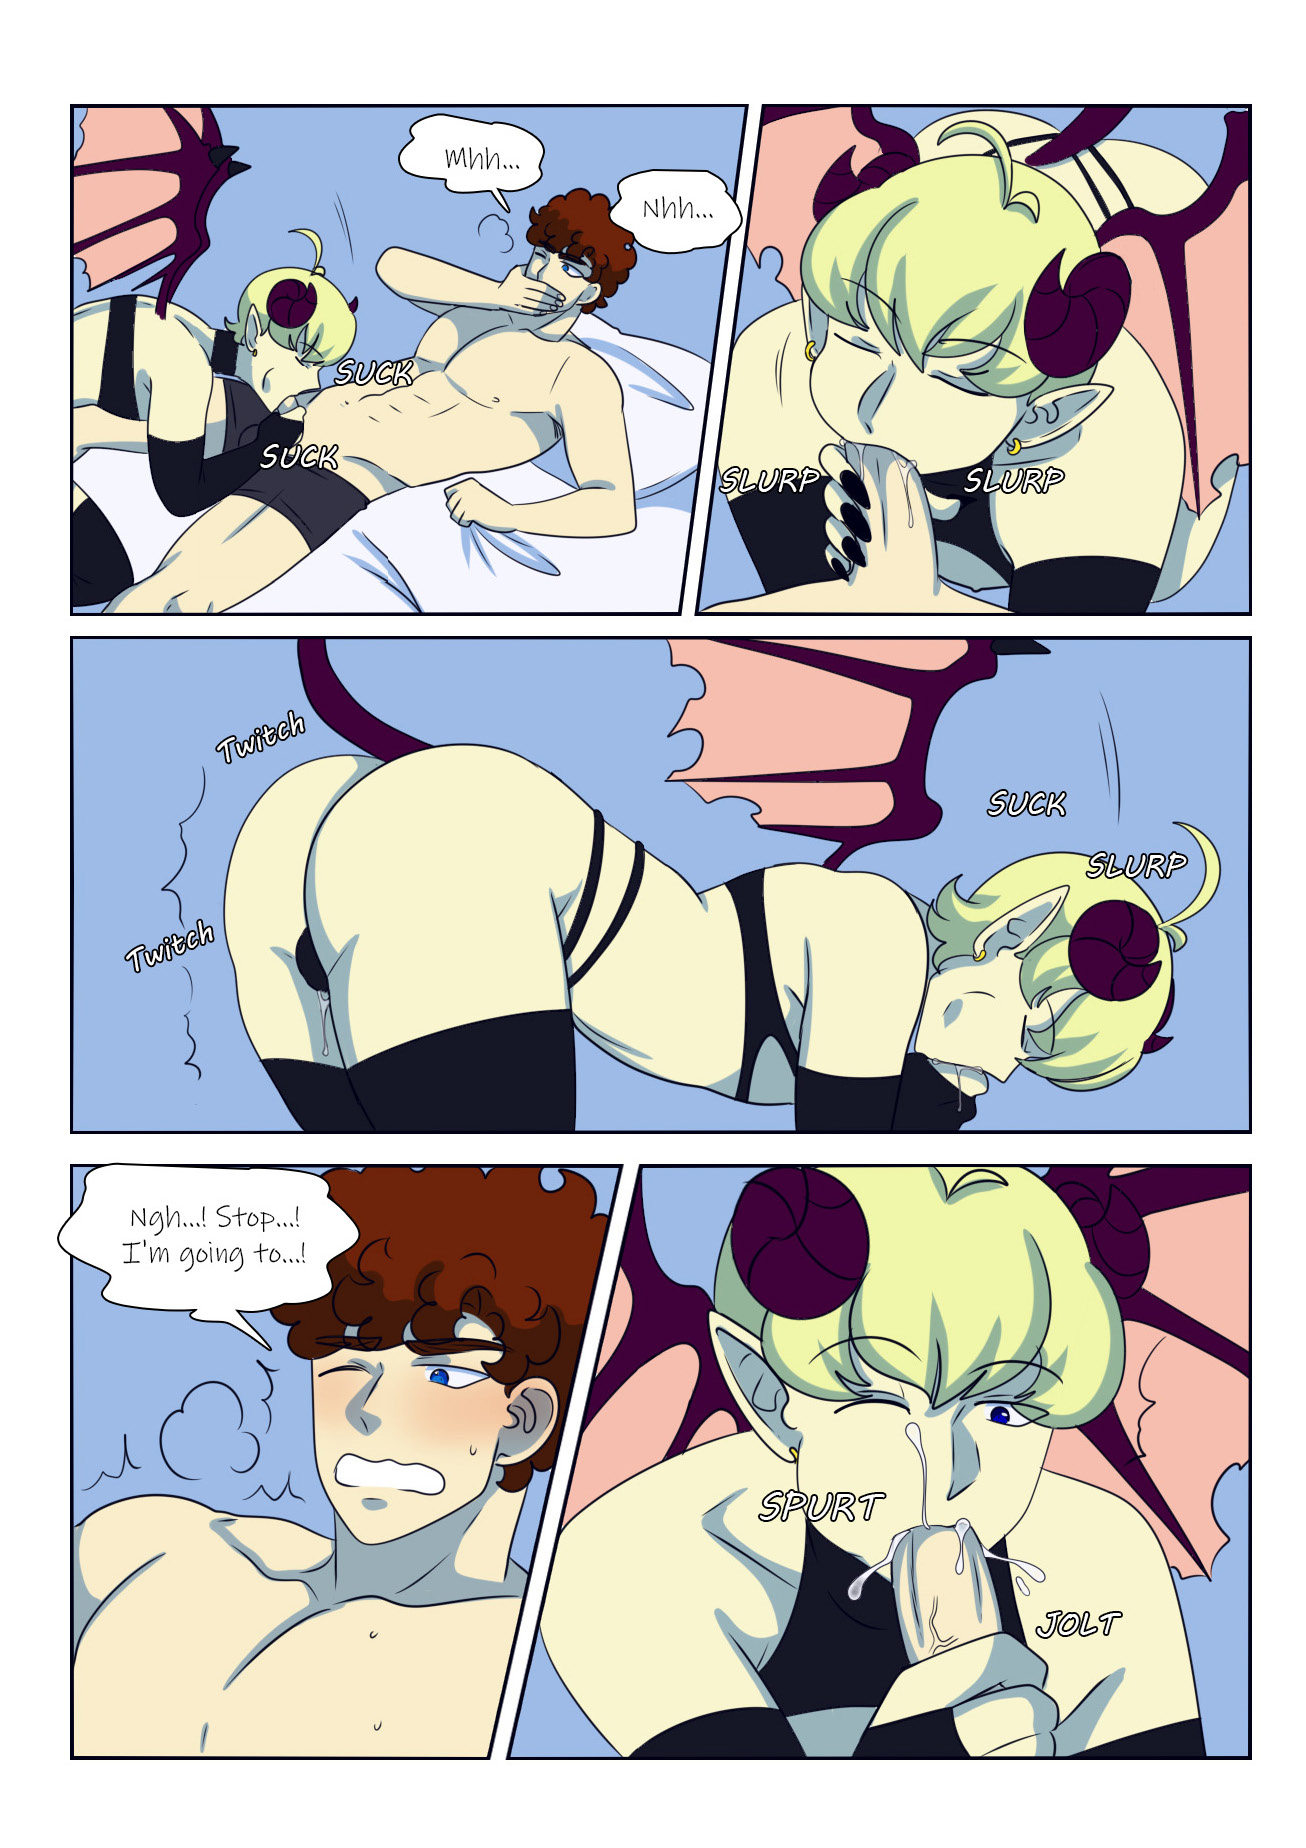 Mhh...
Nhh...
SUCK
SUCK
SLURP
SLURP
Twitch
Twitch
SUCK
SLURP
Ngh...! Stop...!
I'm going to...!
SPURT
JOLT